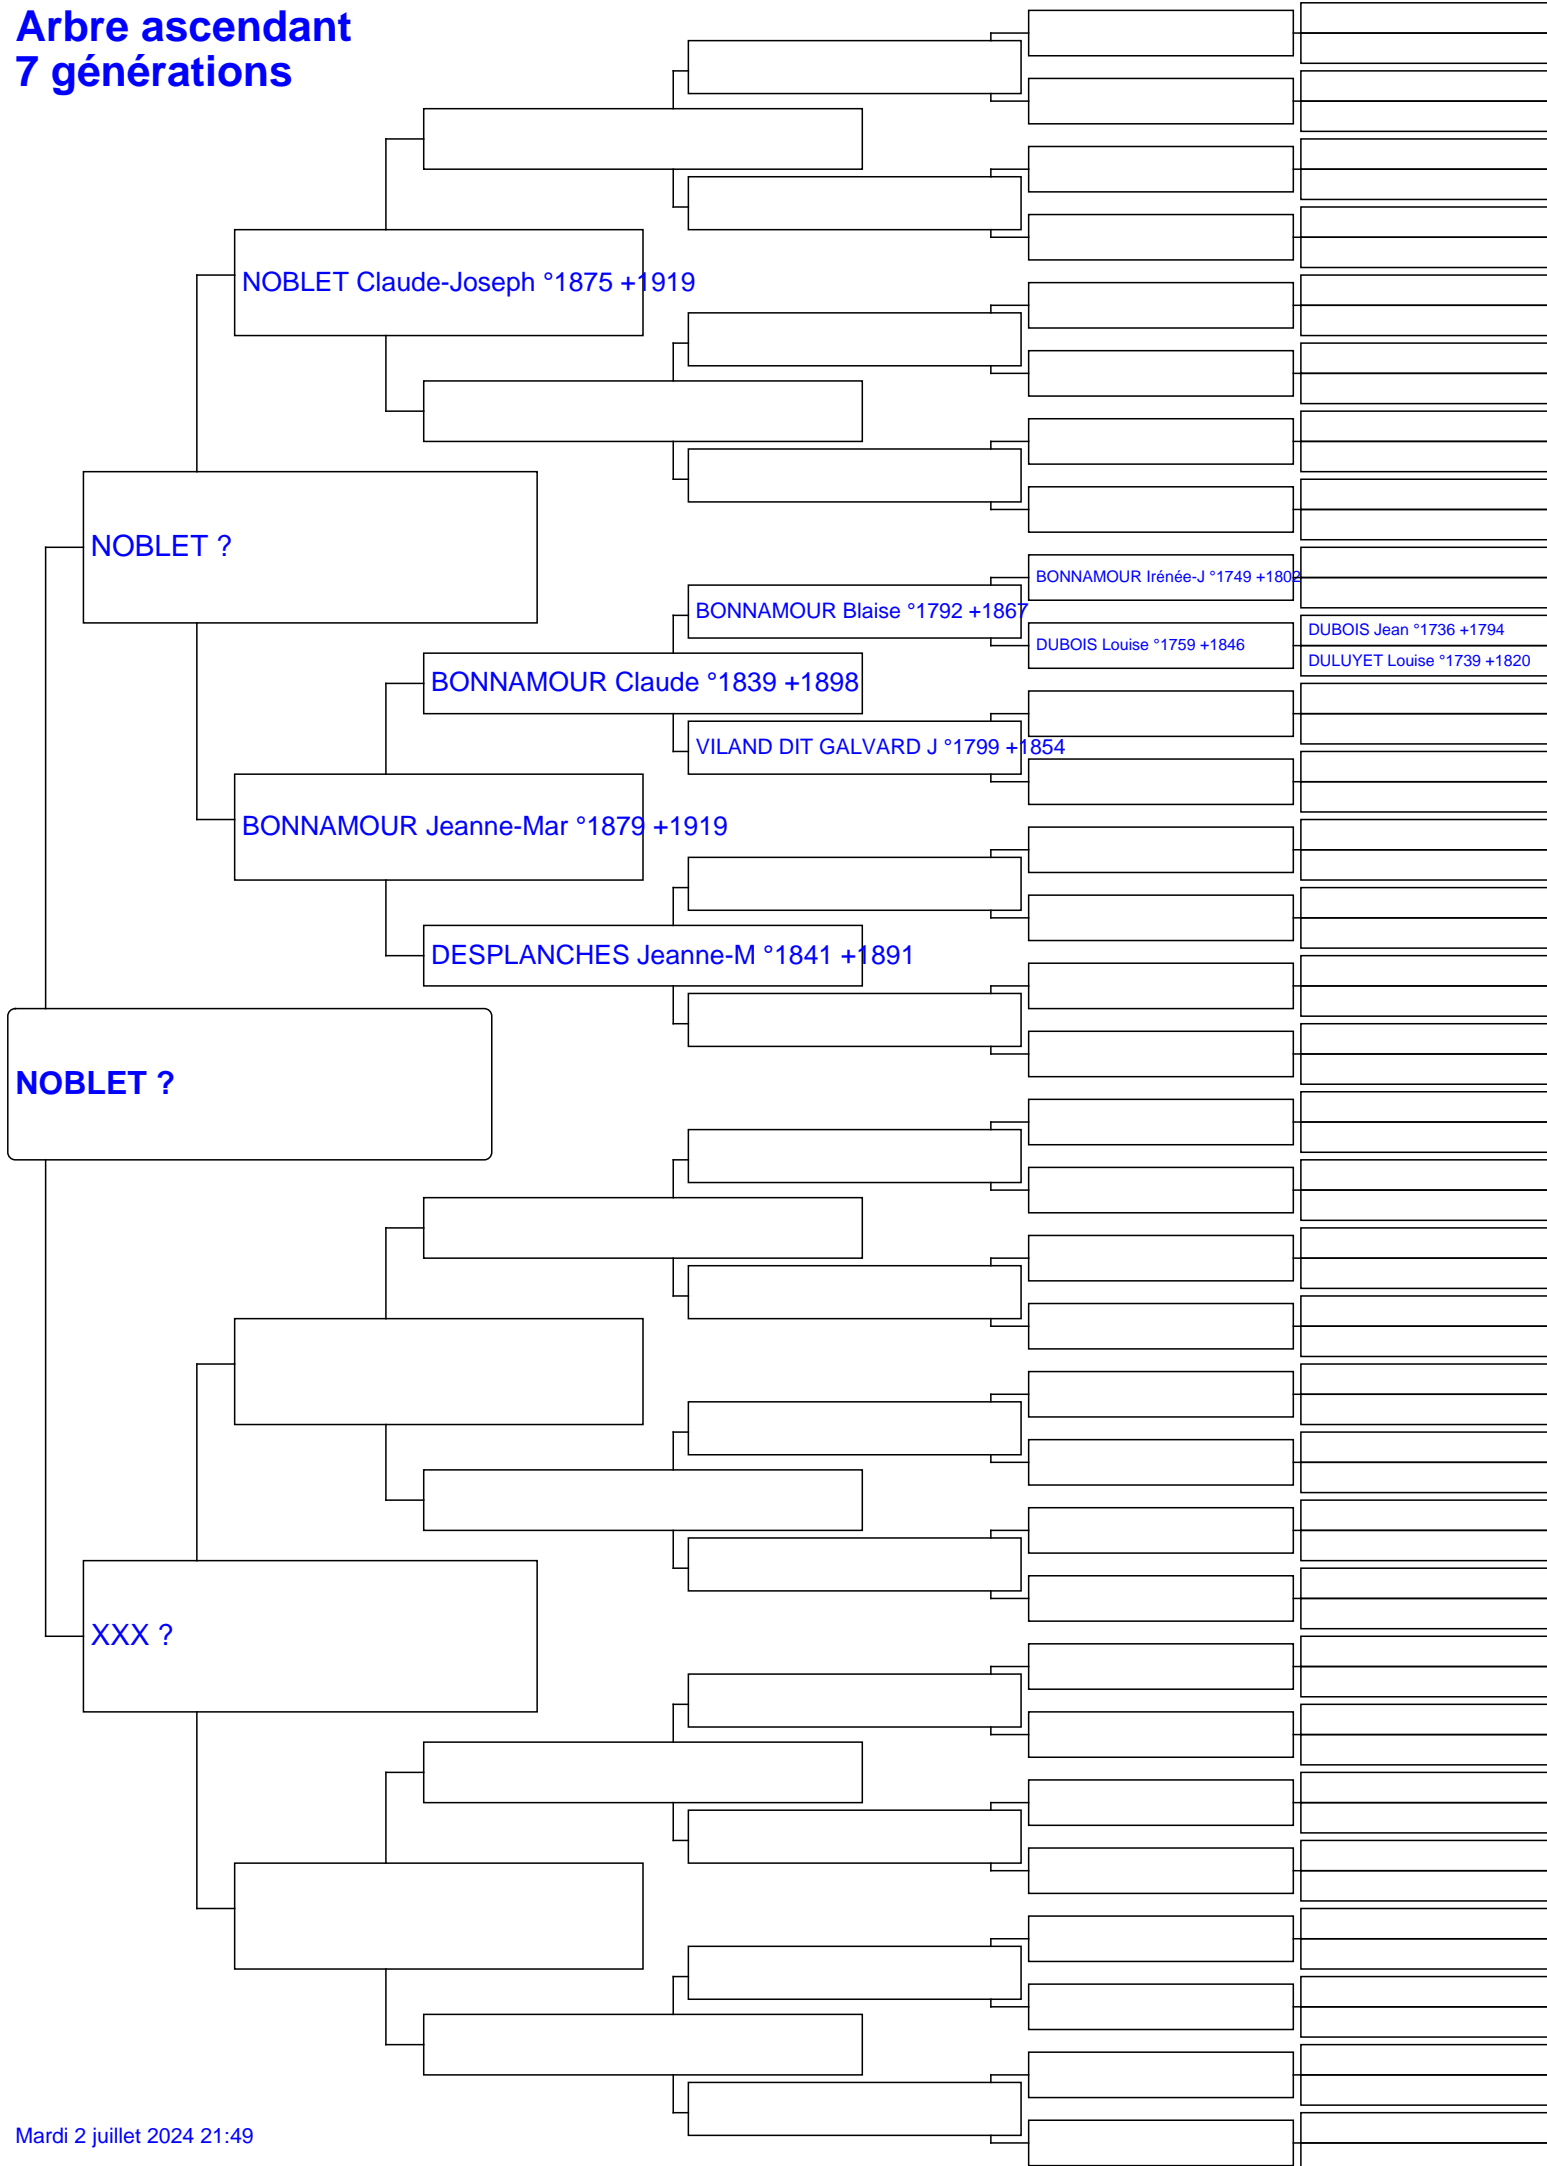 Arbre ascendant
7 générations
NOBLET Claude-Joseph °1875 +1919
NOBLET ?
BONNAMOUR Irénée-J °1749 +1802
BONNAMOUR Blaise °1792 +1867
DUBOIS Jean °1736 +1794
DUBOIS Louise °1759 +1846
DULUYET Louise °1739 +1820
BONNAMOUR Claude °1839 +1898
VILAND DIT GALVARD J °1799 +1854
BONNAMOUR Jeanne-Mar °1879 +1919
DESPLANCHES Jeanne-M °1841 +1891
NOBLET ?
XXX ?
Mardi 2 juillet 2024 21:49